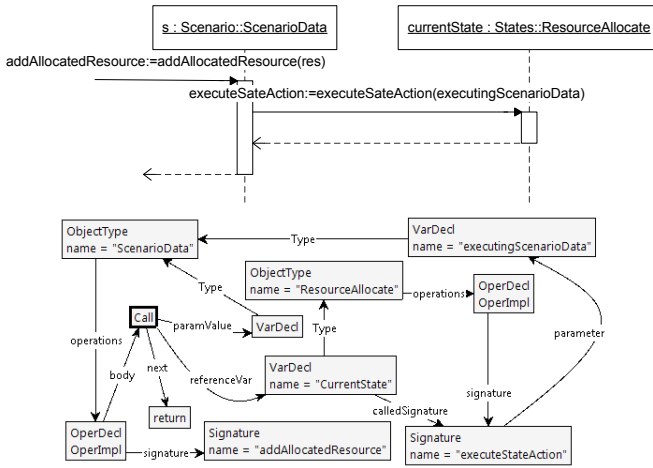 s : Scenario::ScenarioData
currentState : States::ResourceAllocate
addAllocatedResource:=addAllocatedResource(res)
executeSateAction:=executeSateAction(executingScenarioData)
ObjectType
name = "ScenarioData"
Type
VarDecl
name = "executingScenarioData"
Type
ObjectType
name = "ResourceAllocate"
operations
OperDecl
OperImpl
Call
paramValue
VarDecl
Type
operations
body
next
referenceVar
parameter
VarDecl
name = "CurrentState"
signature
return
calledSignature
OperDecl
OperImpl
signature
Signature
name = "addAllocatedResource"
Signature
name = "executeStateAction"